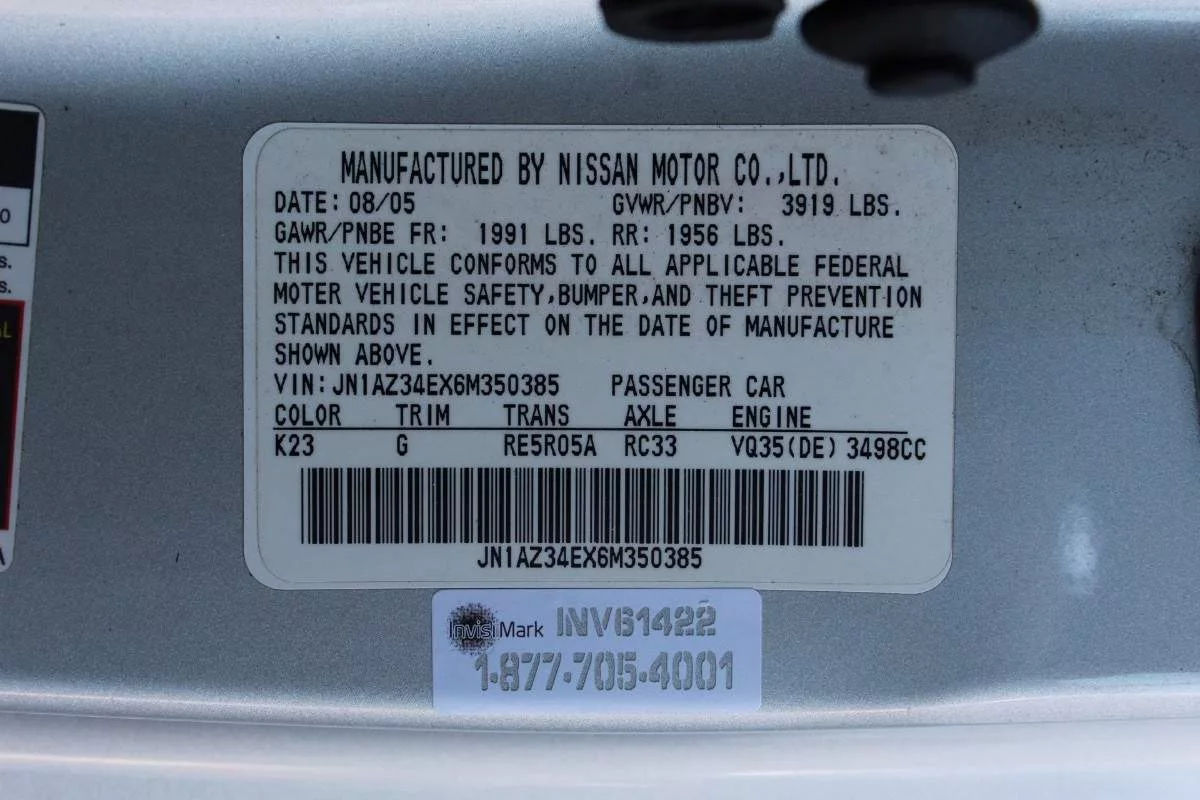 MANUFACTURED BY NISSAN MOTOR CO.,LTD.
DATE: 08/05 GVWR/PNBV: 3919 LBS.
GAWR/PNBE FR: 1991 LBS. RR: 1956 LBS.
THIS VEHICLE CONFORMS TO ALL APPLICABLE FEDERAL
MOTER VEHICLE SAFETY,BUMPER,AND THEFT PREVENTION
STANDARDS IN EFFECT ON THE DATE OF MANUFACTURE
SHOWN ABOVE.
VIN:JN1AZ34EX6M350385 PASSENGER CAR
COLOR TRIM TRANS AXLE ENGINE
K23 G RE5R05A RC33 VQ35(DE) 3498CC
JN1AZ34EX6M350385
InvisiMark INV61422
1-877-705-4001